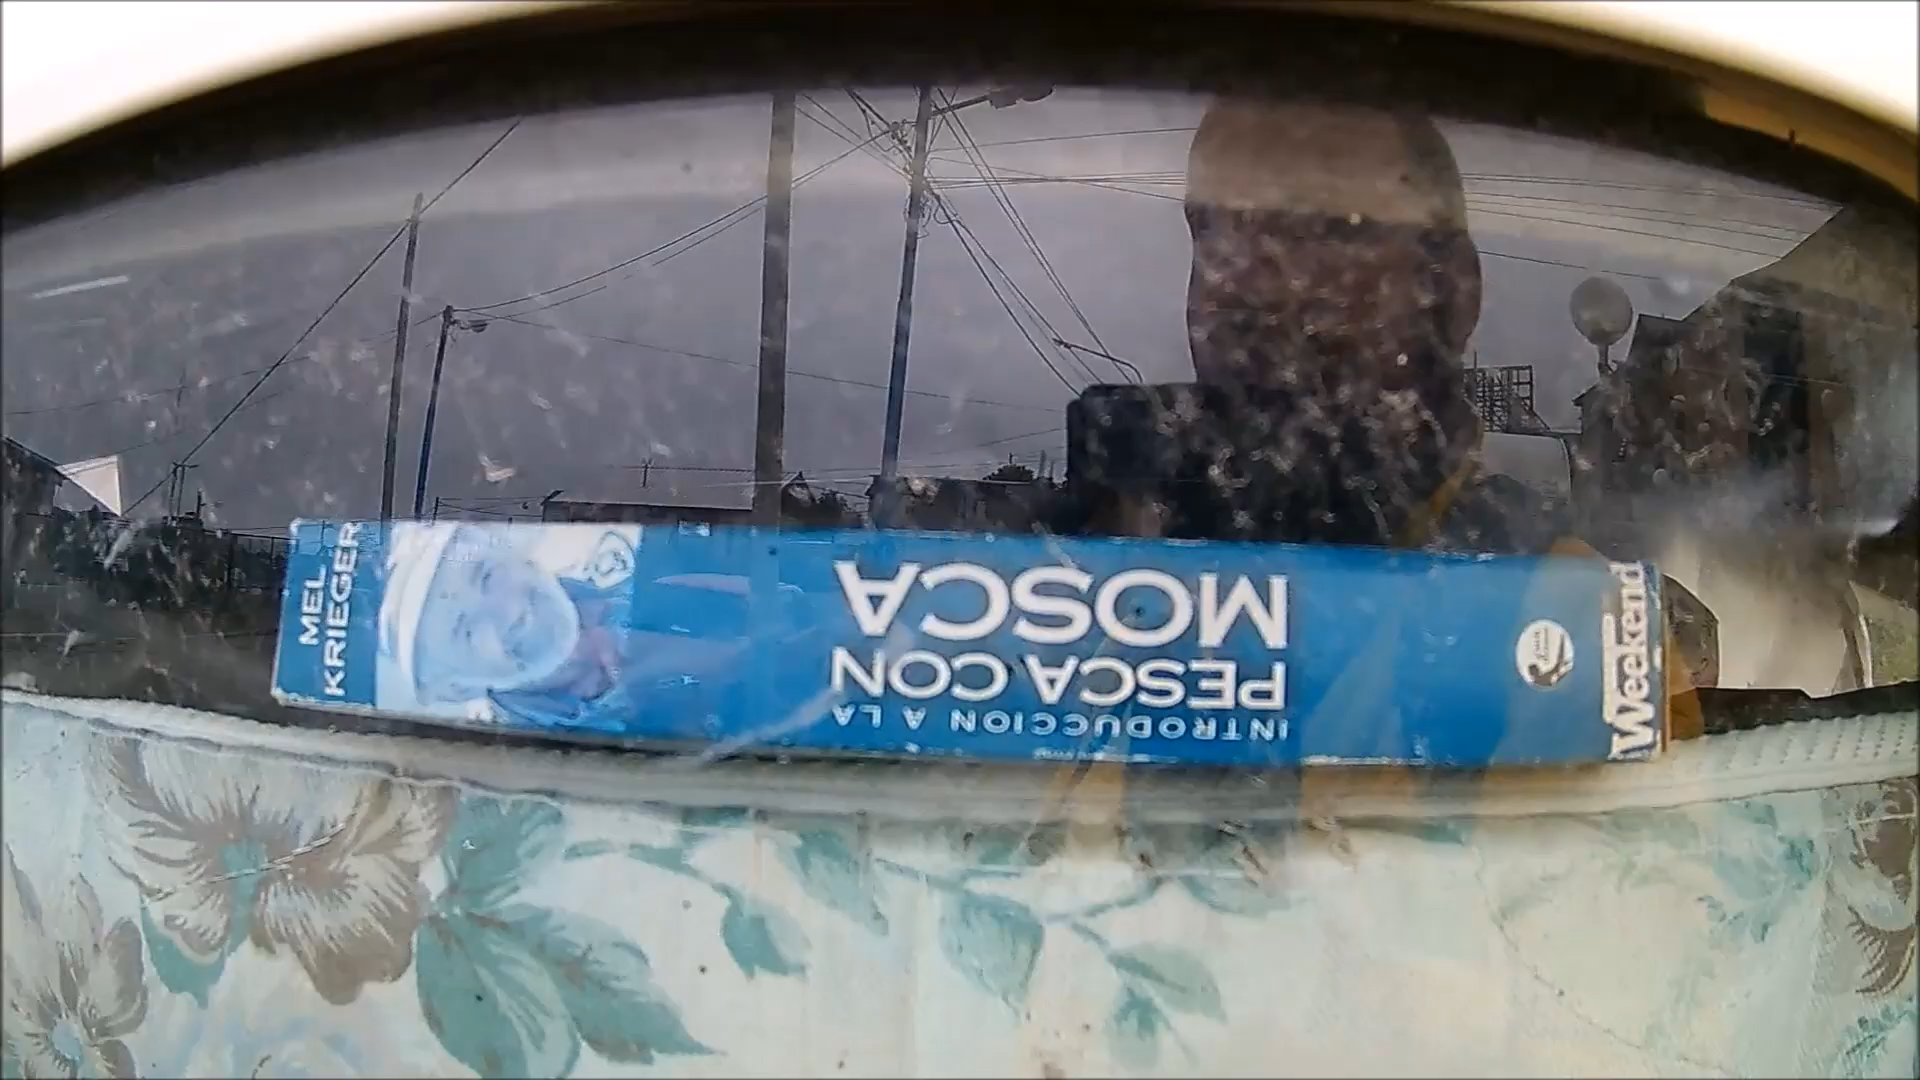 MEL
KRIEGER
INTRODUCCION A LA
PESCA CON
MOSCA
Weekend